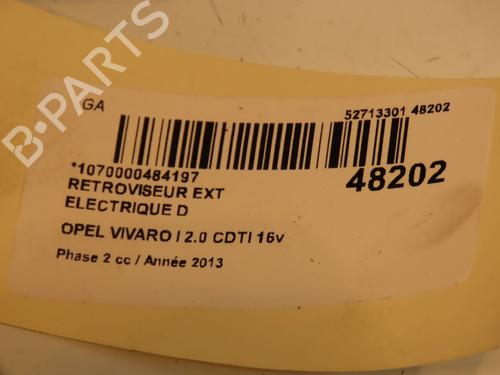 GA
52713301 48202
B-PARTS
*1070000484197
48202
RETROVISEUR EXT
ELECTRIQUE D
OPEL VIVARO I 2.0 CDTI 16v
Phase 2 cc / Année 2013